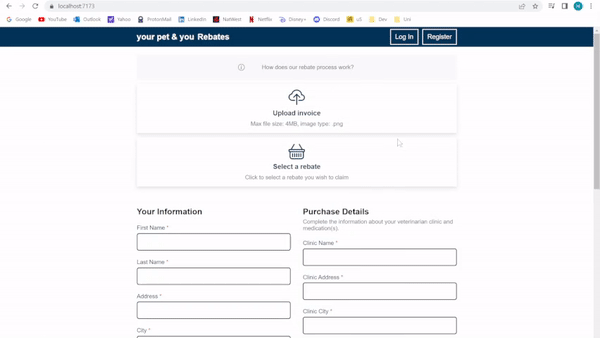 localhost:7173
Google
YouTube
Outlook
Yahoo
ProtonMail
LinkedIn
NatWest
Netflix
Disney+
Discord
uS
Dev
Uni
your pet & you Rebates
Log In
Register
How does our rebate process work?
Upload invoice
Max file size: 4MB, image type: .png
Select a rebate
Click to select a rebate you wish to claim
Your Information
First Name *
Last Name *
Address *
City *
Purchase Details
Complete the information about your veterinarian clinic and
medication(s).
Clinic Name *
Clinic Address *
Clinic City *